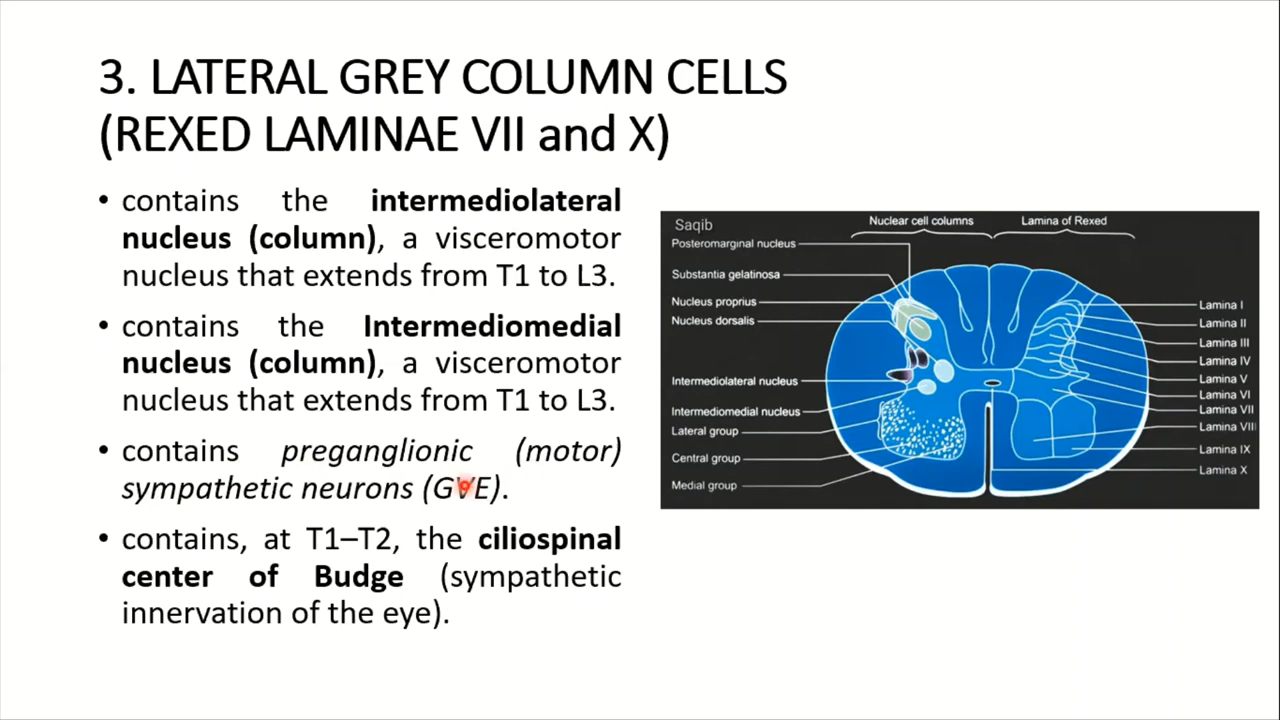 3. LATERAL GREY COLUMN CELLS
(REXED LAMINAE VII and X)
• contains the intermediolateral
nucleus (column), a visceromotor
nucleus that extends from T1 to L3.
• contains the Intermediomedial
nucleus (column), a visceromotor
nucleus that extends from T1 to L3.
• contains preganglionic (motor)
sympathetic neurons (GVE).
• contains, at T1–T2, the ciliospinal
center of Budge (sympathetic
innervation of the eye).
Saqib
Nuclear cell columns
Lamina of Rexed
Posteromarginal nucleus
Substantia gelatinosa
Nucleus proprius
Nucleus dorsalis
Intermediolateral nucleus
Intermediomedial nucleus
Lateral group
Central group
Medial group
Lamina I
Lamina II
Lamina III
Lamina IV
Lamina V
Lamina VI
Lamina VII
Lamina VIII
Lamina IX
Lamina X